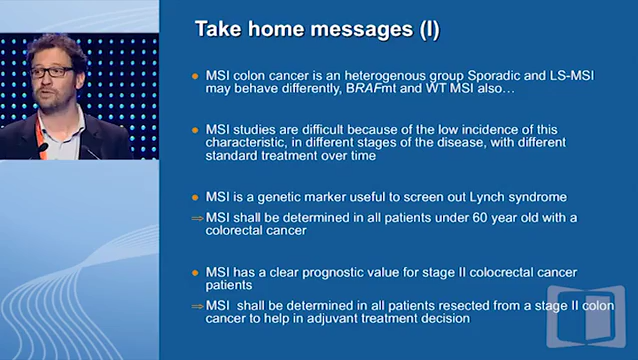 Take home messages (I)
MSI colon cancer is an heterogenous group Sporadic and LS-MSI
may behave differently, BRAFmt and WT MSI also…
MSI studies are difficult because of the low incidence of this
characteristic, in different stages of the disease, with different
standard treatment over time
MSI is a genetic marker useful to screen out Lynch syndrome
⇒ MSI shall be determined in all patients under 60 year old with a
colorectal cancer
MSI has a clear prognostic value for stage II colocrectal cancer
patients
⇒ MSI shall be determined in all patients resected from a stage II colon
cancer to help in adjuvant treatment decision